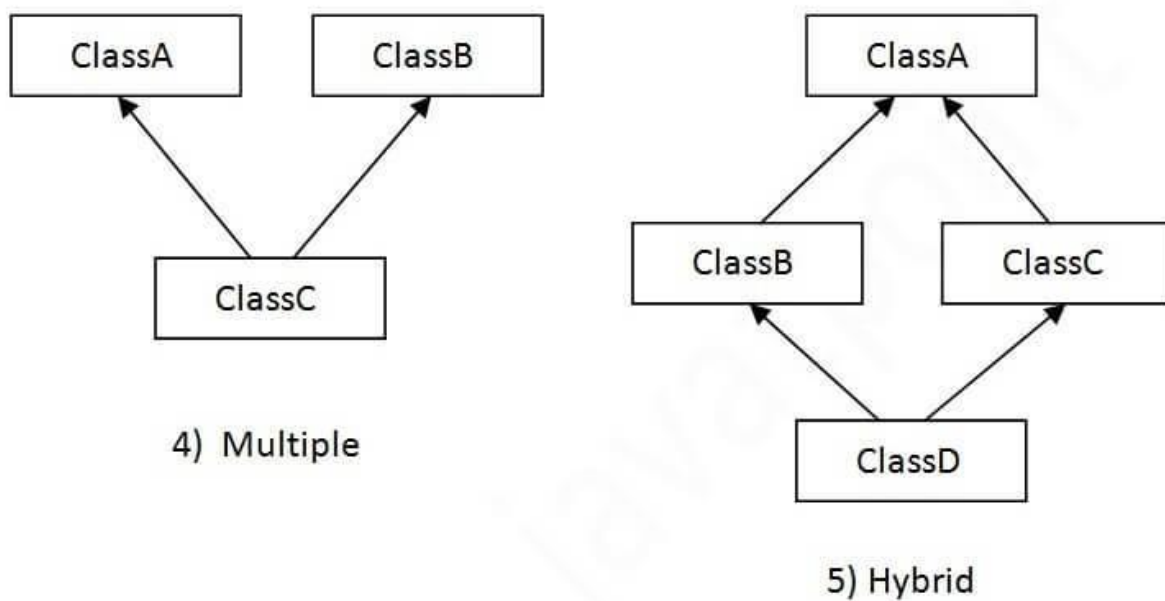 ClassA
ClassB
ClassC
4) Multiple
ClassA
ClassB
ClassC
ClassD
5) Hybrid